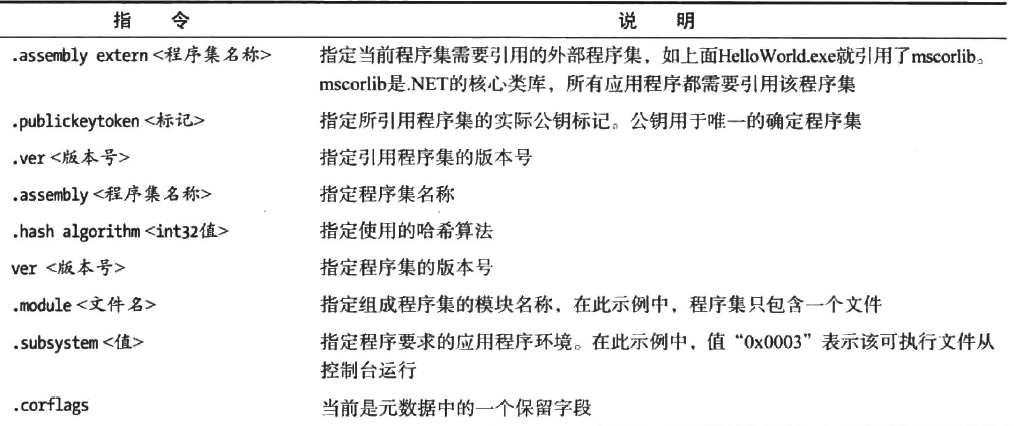 指 令 说 明
.assembly extern <程序集名称> 指定当前程序集需要引用的外部程序集，如上面HelloWorld.exe就引用了mscorlib。
mscorlib是.NET的核心类库，所有应用程序都需要引用该程序集
.publickeytoken <标记> 指定所引用程序集的实际公钥标记。公钥用于唯一的确定程序集
.ver <版本号> 指定引用程序集的版本号
.assembly <程序集名称> 指定程序集名称
.hash algorithm <int32值> 指定使用的哈希算法
ver <版本号> 指定程序集的版本号
.module <文件名> 指定组成程序集的模块名称，在此示例中，程序集只包含一个文件
.subsystem <值> 指定程序要求的应用程序环境。在此示例中，值“0x0003”表示该可执行文件从
控制台运行
.corflags 当前是元数据中的一个保留字段